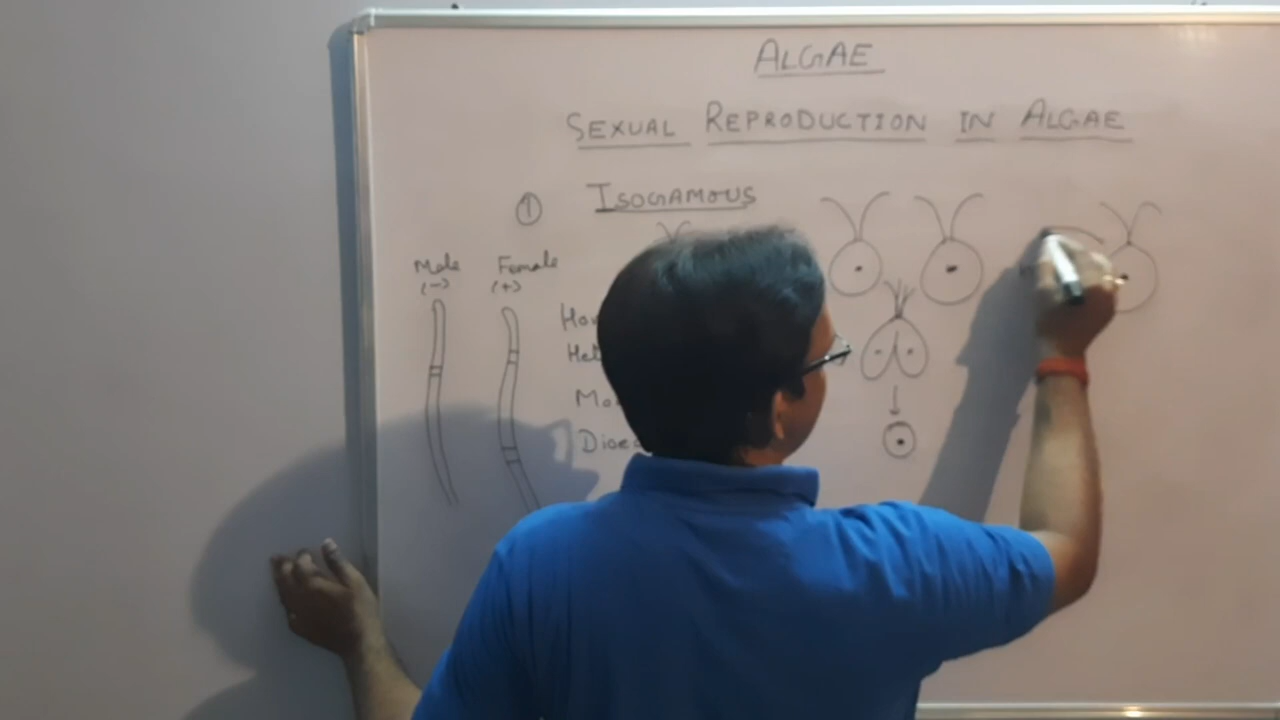 ALGAE
SEXUAL REPRODUCTION IN ALGAE
① ISOGAMOUS
Male Female
(-) (+)